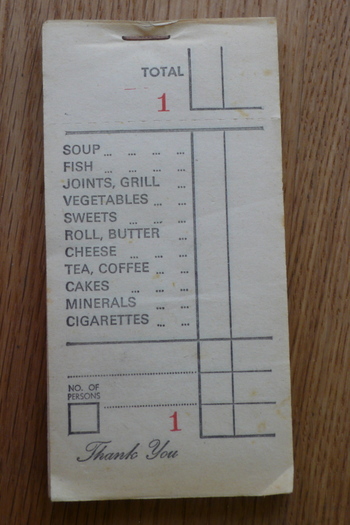 TOTAL
1
SOUP ... ... ... ...
FISH ... ... ... ...
JOINTS, GRILL ...
VEGETABLES ... ...
SWEETS ... ... ...
ROLL, BUTTER ...
CHEESE ... ... ...
TEA, COFFEE ... ...
CAKES ... ... ...
MINERALS ... ...
CIGARETTES ... ...
NO. OF
PERSONS
1
Thank You